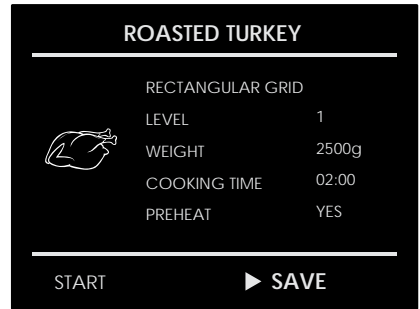 ROASTED TURKEY
RECTANGULAR GRID
LEVEL 1
WEIGHT 2500g
COOKING TIME 02:00
PREHEAT YES
START ▶ SAVE